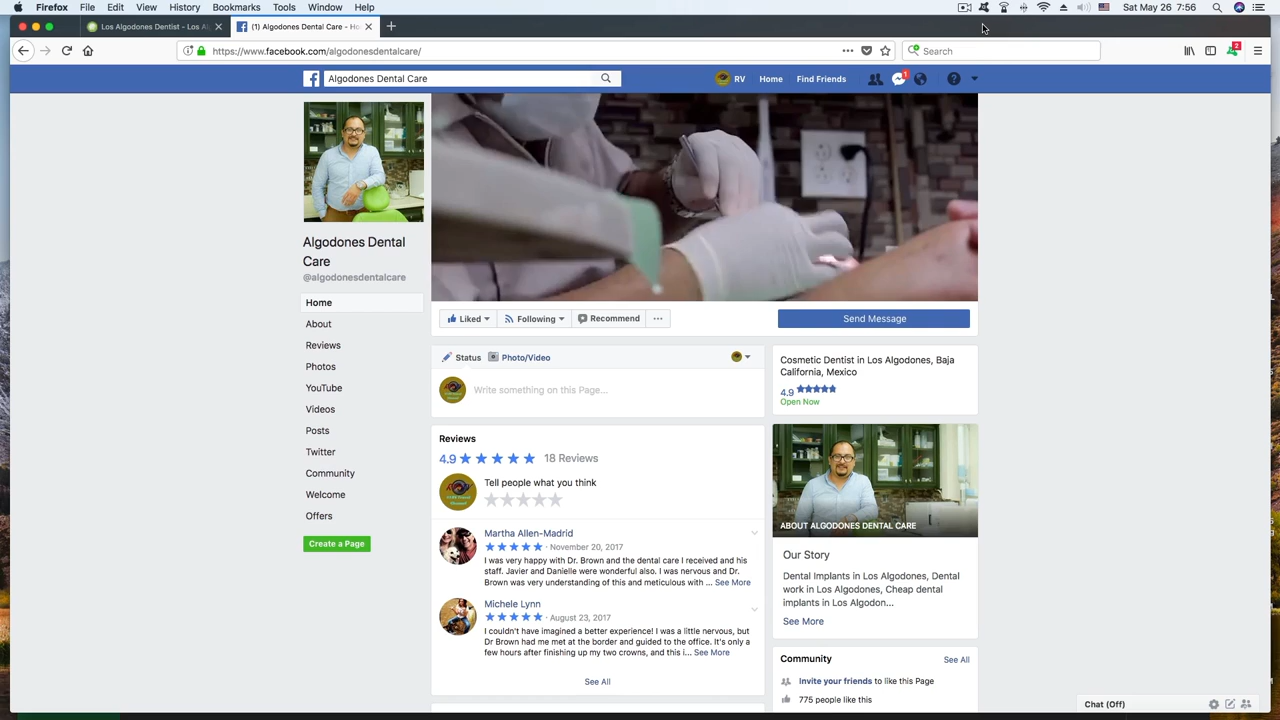 Firefox File Edit View History Bookmarks Tools Window Help Sat May 26 7:56
Los Algodones Dentist - Los Al
(1) Algodones Dental Care - Ho
https://www.facebook.com/algodonesdentalcare/
Search
2
Algodones Dental Care
RV Home Find Friends
1
Algodones Dental
Care
@algodonesdentalcare
Home
About
Reviews
Photos
YouTube
Videos
Posts
Twitter
Community
Welcome
Offers
Create a Page
Liked Following Recommend ...
Send Message
Status Photo/Video
Write something on this Page...
Reviews
4.9 18 Reviews
Tell people what you think
Martha Allen-Madrid
November 20, 2017
I was very happy with Dr. Brown and the dental care I received and his
staff. Javier and Danielle were wonderful also. I was nervous and Dr.
Brown was very understanding of this and meticulous with ... See More
Michele Lynn
August 23, 2017
I couldn't have imagined a better experience! I was a little nervous, but
Dr Brown had me met at the border and guided to the office. It's only a
few hours after finishing up my two crowns, and this i... See More
See All
Cosmetic Dentist in Los Algodones, Baja
California, Mexico
4.9
Open Now
ABOUT ALGODONES DENTAL CARE
Our Story
Dental Implants in Los Algodones, Dental
work in Los Algodones, Cheap dental
implants in Los Algodon...
See More
Community See All
Invite your friends to like this Page
775 people like this
Chat (Off)